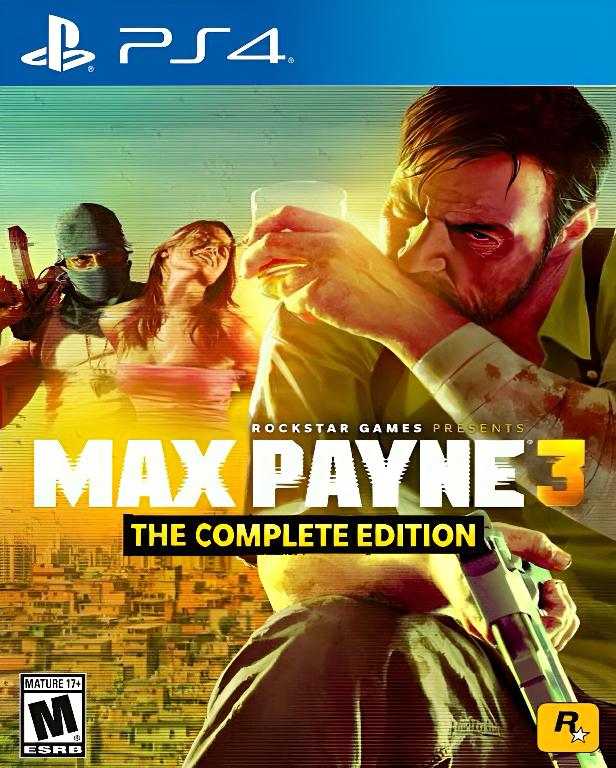 PS4
ROCKSTAR GAMES PRESENTS
MAX PAYNE 3
THE COMPLETE EDITION
MATURE 17+
M
ESRB
R